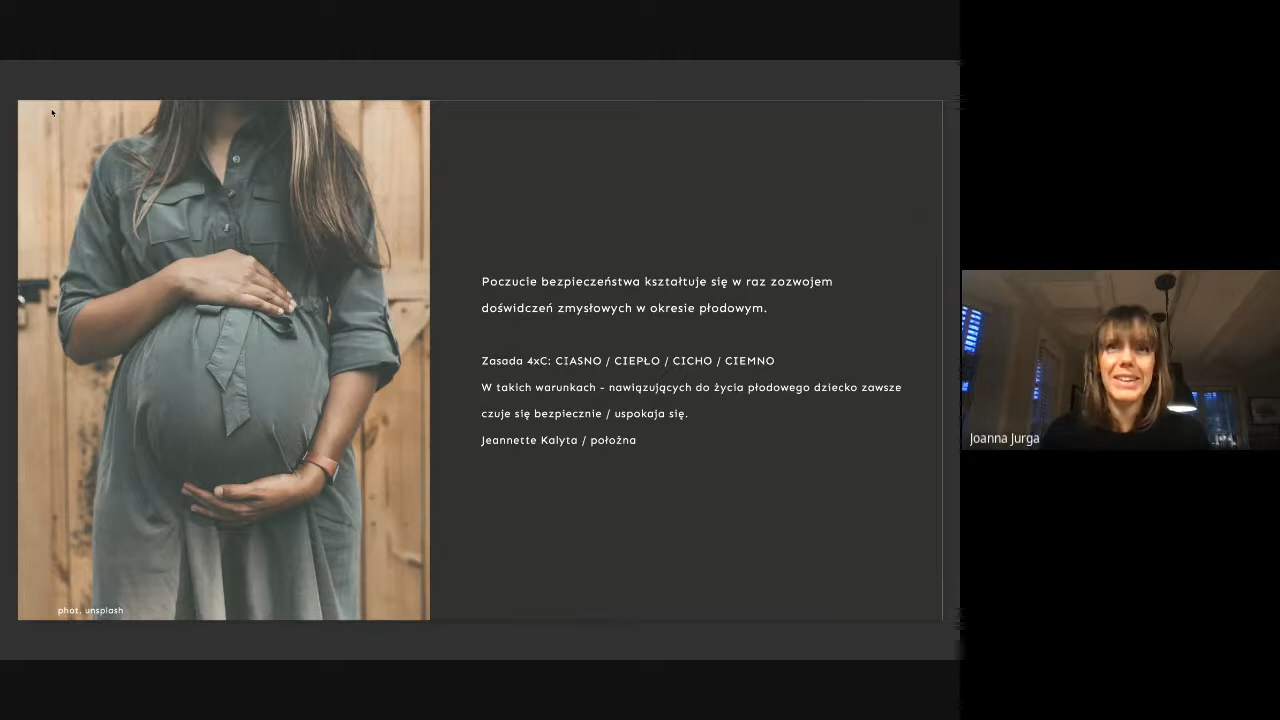 Poczucie bezpieczeństwa kształtuje się w raz zozwojem
doświdczeń zmysłowych w okresie płodowym.
Zasada 4xC: CIASNO / CIEPŁO / CICHO / CIEMNO
W takich warunkach - nawiązujących do życia płodowego dziecko zawsze
czuje się bezpiecznie / uspokaja się.
Jeannette Kalyta / położna
phot. unsplash
Joanna Jurga